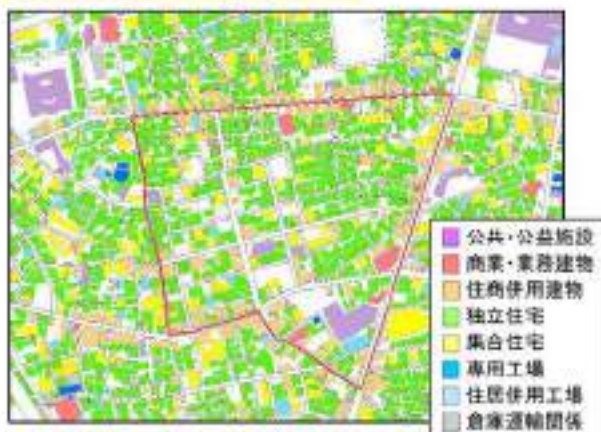 公共・公益施設
商業・業務建物
住商併用建物
独立住宅
集合住宅
専用工場
住居併用工場
倉庫運輸関係